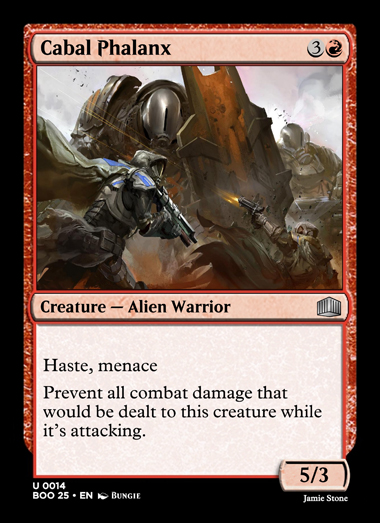 Cabal Phalanx 3
Creature — Alien Warrior
Haste, menace
Prevent all combat damage that
would be dealt to this creature while
it's attacking.
5/3
U 0014
BOO 25 • EN Bungie
Jamie Stone